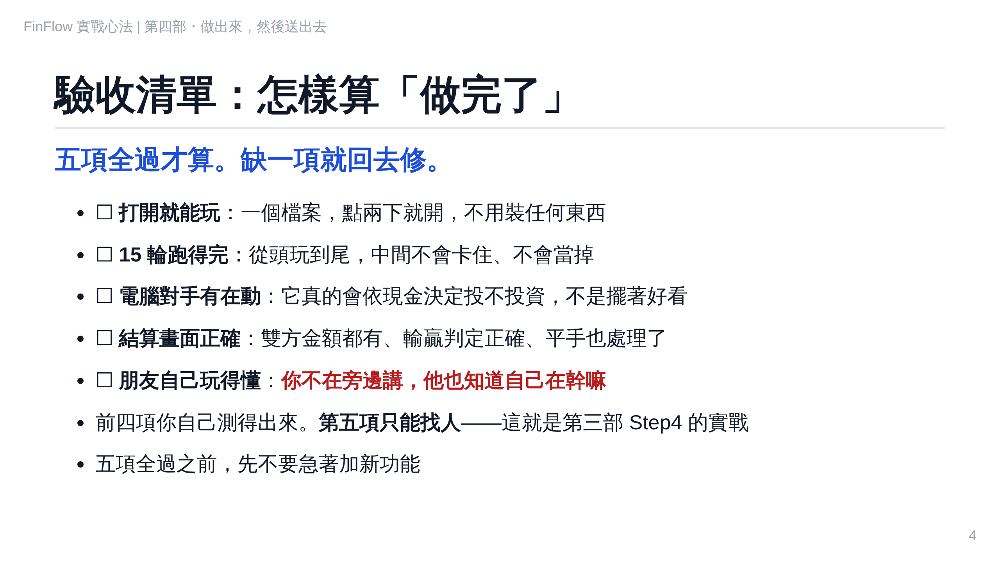 FinFlow 實戰心法 | 第四部・做出來，然後送出去
驗收清單：怎樣算「做完了」
五項全過才算。缺一項就回去修。
• ☐ 打開就能玩：一個檔案，點兩下就開，不用裝任何東西
• ☐ 15 輪跑得完：從頭玩到尾，中間不會卡住、不會當掉
• ☐ 電腦對手有在動：它真的會依現金決定投不投資，不是擺著好看
• ☐ 結算畫面正確：雙方金額都有、輸贏判定正確、平手也處理了
• ☐ 朋友自己玩得懂：你不在旁邊講，他也知道自己在幹嘛
• 前四項你自己測得出來。第五項只能找人——這就是第三部 Step4 的實戰
• 五項全過之前，先不要急著加新功能
4